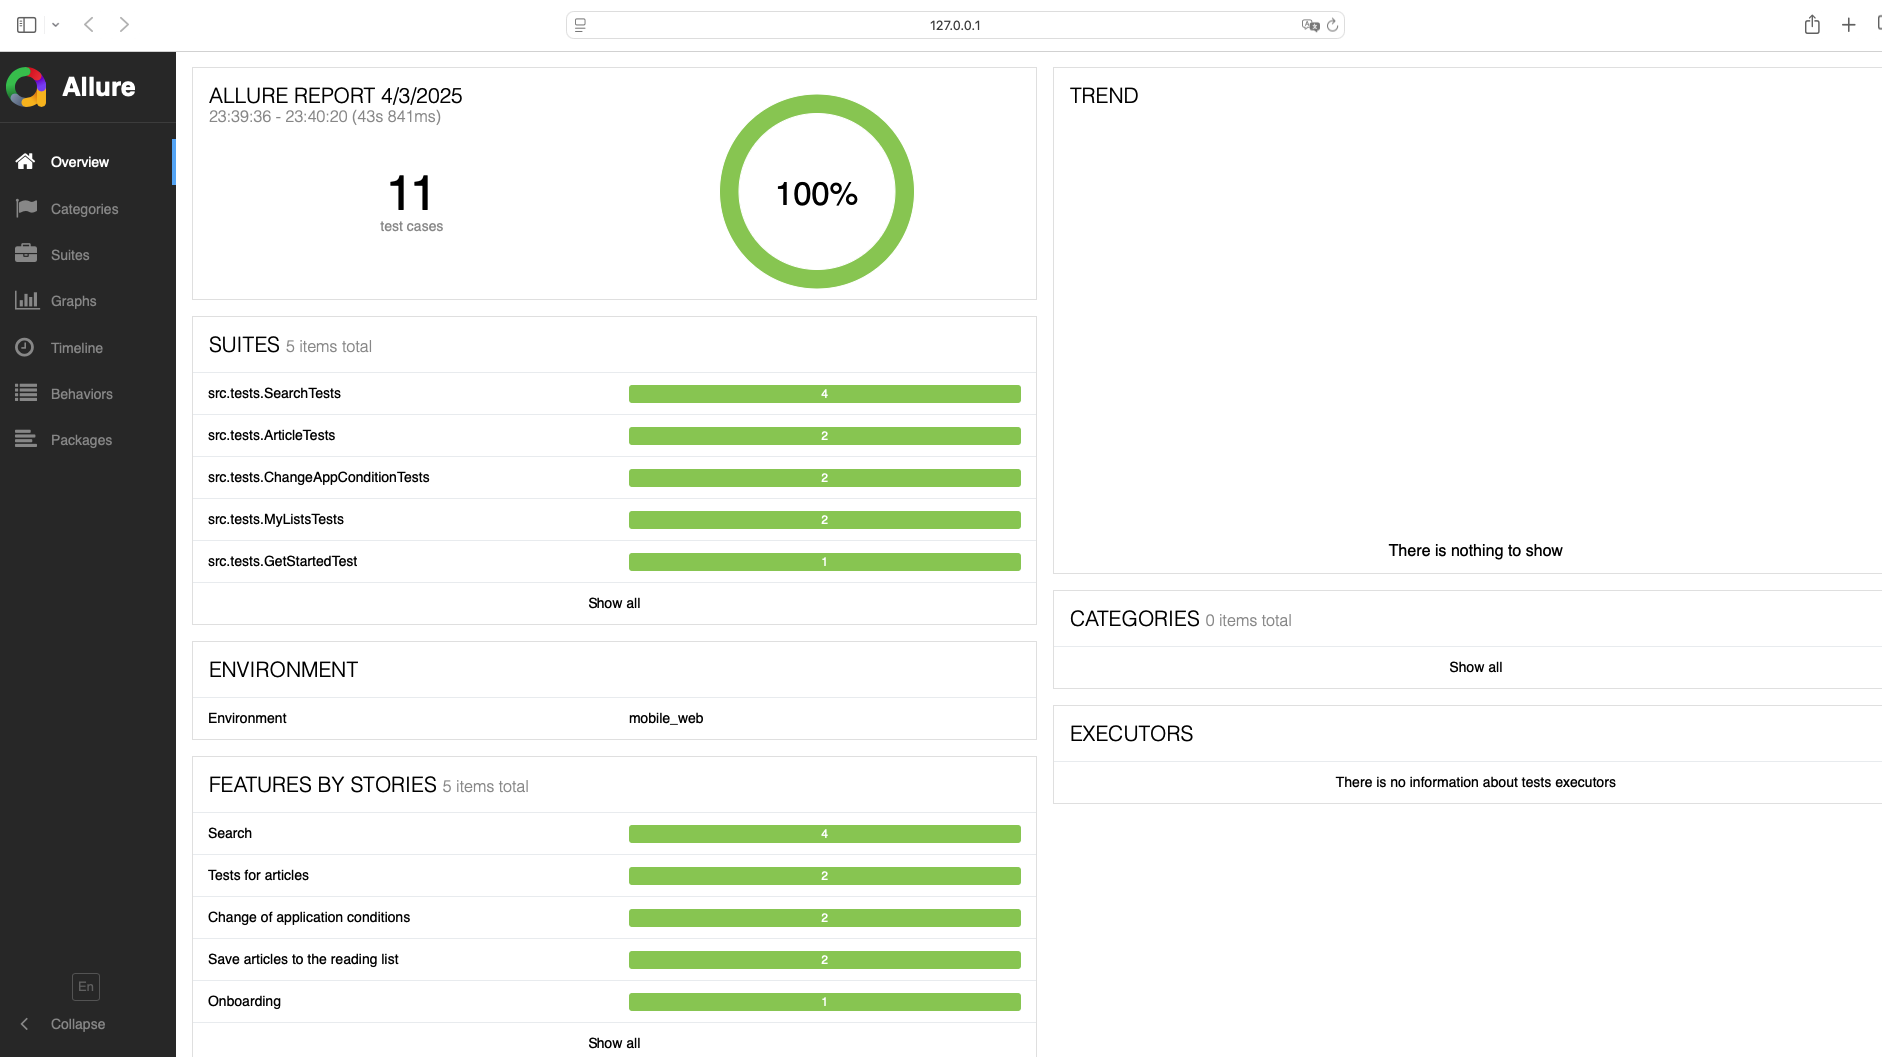 127.0.0.1
Allure
Overview
Categories
Suites
Graphs
Timeline
Behaviors
Packages
En
Collapse
ALLURE REPORT 4/3/2025
23:39:36 - 23:40:20 (43s 841ms)
11
test cases
100%
SUITES 5 items total
src.tests.SearchTests 4
src.tests.ArticleTests 2
src.tests.ChangeAppConditionTests 2
src.tests.MyListsTests 2
src.tests.GetStartedTest 1
Show all
ENVIRONMENT
Environment mobile_web
FEATURES BY STORIES 5 items total
Search 4
Tests for articles 2
Change of application conditions 2
Save articles to the reading list 2
Onboarding 1
Show all
TREND
There is nothing to show
CATEGORIES 0 items total
Show all
EXECUTORS
There is no information about tests executors